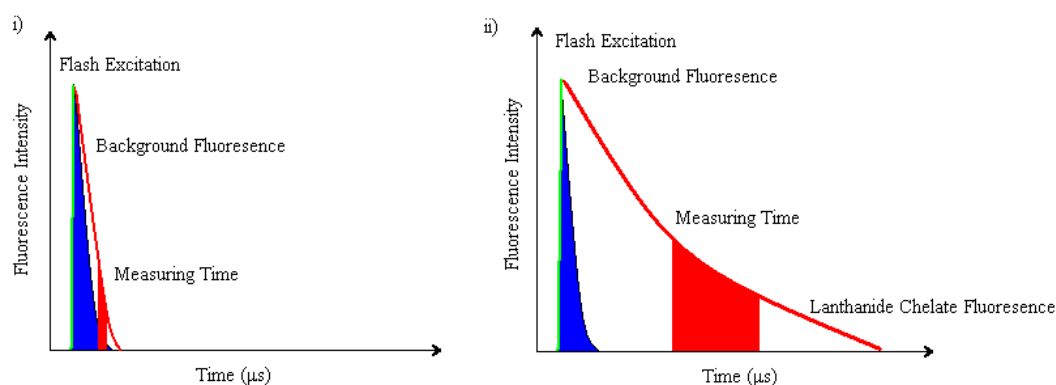 i)
Flash Excitation
Background Fluoresence
Measuring Time
Fluorescence Intensity
Time (μs)
ii)
Flash Excitation
Background Fluoresence
Measuring Time
Lanthanide Chelate Fluoresence
Fluorescence Intensity
Time (μs)